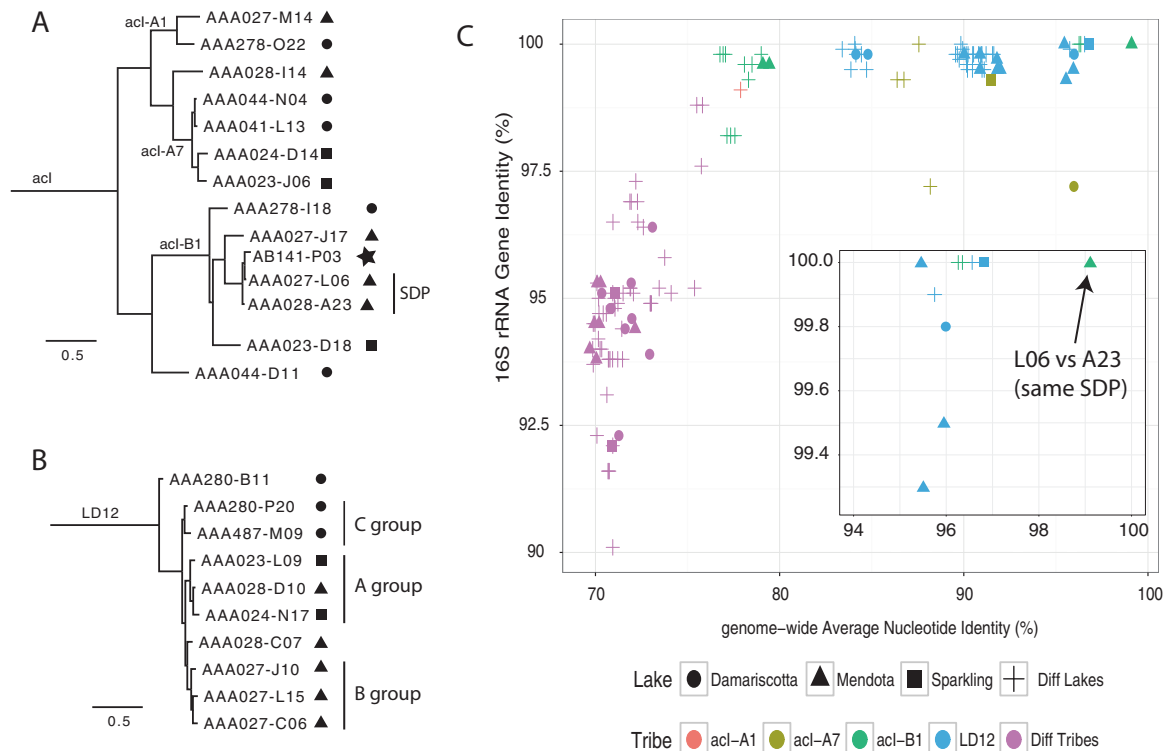 A
acI
acI-A1
AAA027-M14
AAA278-O22
AAA028-I14
AAA044-N04
AAA041-L13
acI-A7
AAA024-D14
AAA023-J06
AAA278-I18
acI-B1
AAA027-J17
AB141-P03
AAA027-L06
AAA028-A23
SDP
AAA023-D18
AAA044-D11
0.5
B
LD12
AAA280-B11
AAA280-P20
AAA487-M09
C group
AAA023-L09
AAA028-D10
AAA024-N17
A group
AAA028-C07
AAA027-J10
AAA027-L15
AAA027-C06
B group
0.5
C
16S rRNA Gene Identity (%)
100
97.5
95
92.5
90
70 80 90 100
genome−wide Average Nucleotide Identity (%)
100.0
99.8
99.6
99.4
94 96 98 100
L06 vs A23
(same SDP)
Lake Damariscotta Mendota Sparkling Diff Lakes
Tribe acI−A1 acI−A7 acI−B1 LD12 Diff Tribes